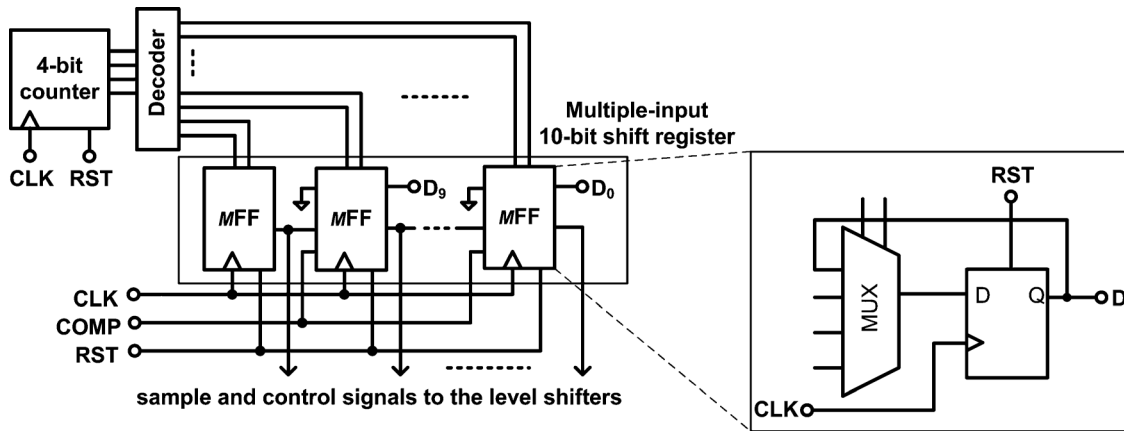 4-bit
counter
Decoder
CLK RST
Multiple-input
10-bit shift register
MFF
MFF
MFF
D₉
D₀
CLK
COMP
RST
sample and control signals to the level shifters
RST
MUX
D
Q
D
CLK